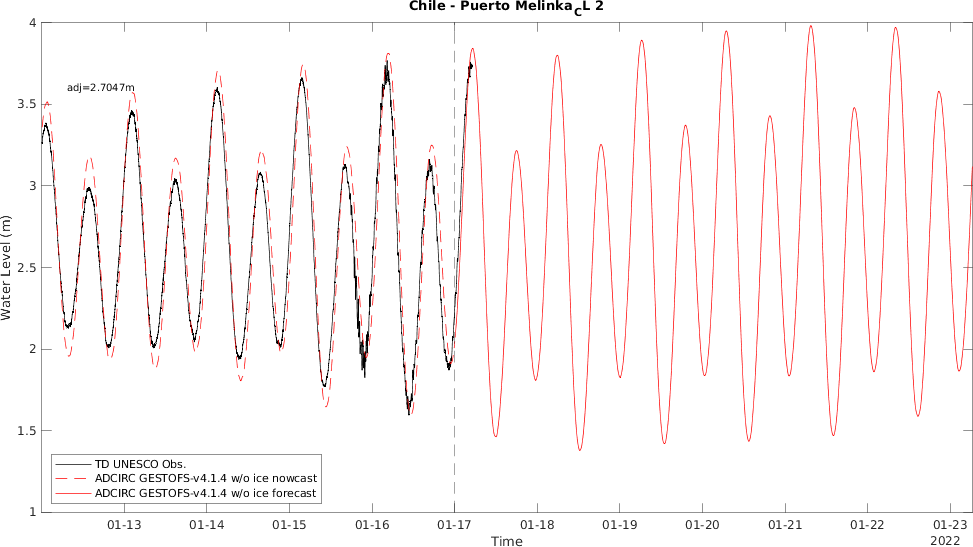 Chile - Puerto Melinka_CL 2
adj=2.7047m
Water Level (m)
4
3.5
3
2.5
2
1.5
1
TD UNESCO Obs.
ADCIRC GESTOFS-v4.1.4 w/o ice nowcast
ADCIRC GESTOFS-v4.1.4 w/o ice forecast
01-13 01-14 01-15 01-16 01-17 01-18 01-19 01-20 01-21 01-22 01-23
Time
2022